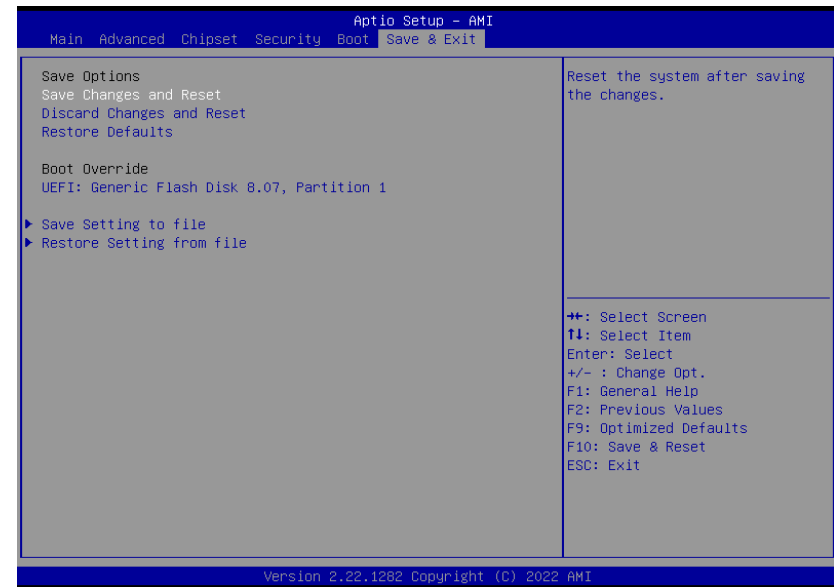 Aptio Setup – AMI
Main Advanced Chipset Security Boot Save & Exit
Save Options
Save Changes and Reset
Discard Changes and Reset
Restore Defaults
Boot Override
UEFI: Generic Flash Disk 8.07, Partition 1
▶ Save Setting to file
▶ Restore Setting from file
Reset the system after saving
the changes.
→←: Select Screen
↑↓: Select Item
Enter: Select
+/- : Change Opt.
F1: General Help
F2: Previous Values
F9: Optimized Defaults
F10: Save & Reset
ESC: Exit
Version 2.22.1282 Copyright (C) 2022 AMI